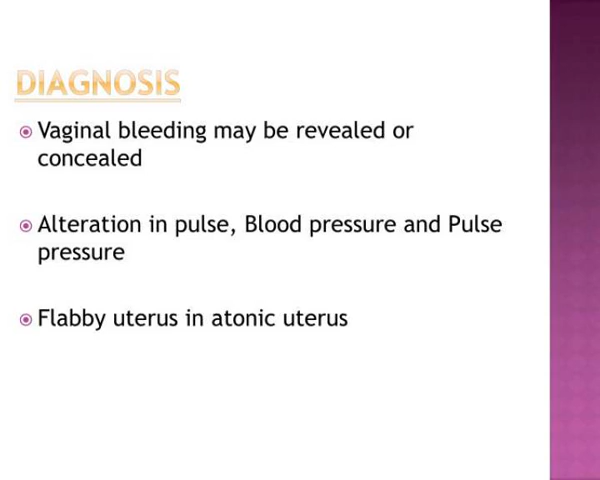 DIAGNOSIS
Vaginal bleeding may be revealed or
concealed
Alteration in pulse, Blood pressure and Pulse
pressure
Flabby uterus in atonic uterus